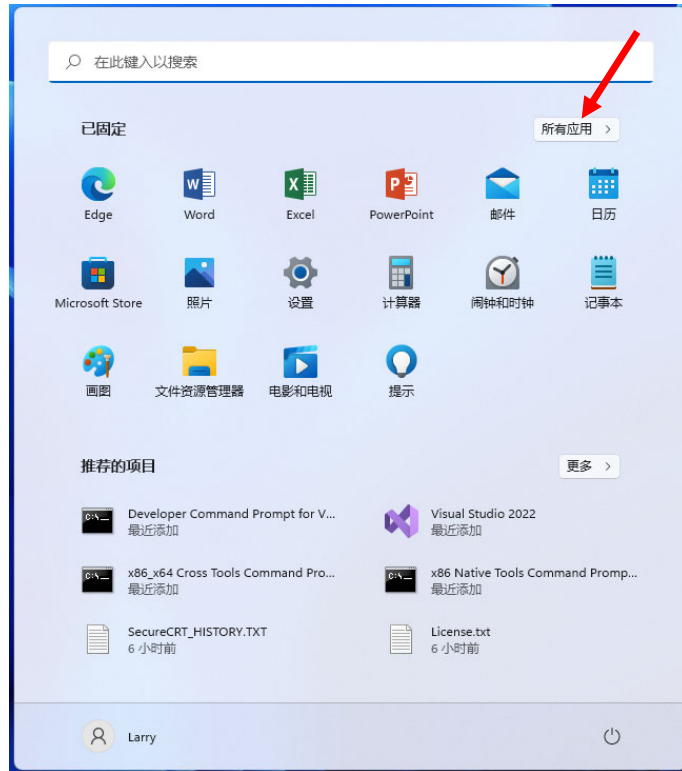 在此键入以搜索
已固定
所有应用 >
Edge
Word
Excel
PowerPoint
邮件
日历
Microsoft Store
照片
设置
计算器
闹钟和时钟
记事本
画图
文件资源管理器
电影和电视
提示
推荐的项目
更多 >
Developer Command Prompt for V...
最近添加
Visual Studio 2022
最近添加
x86_x64 Cross Tools Command Pro...
最近添加
x86 Native Tools Command Promp...
最近添加
SecureCRT_HISTORY.TXT
6 小时前
License.txt
6 小时前
Larry